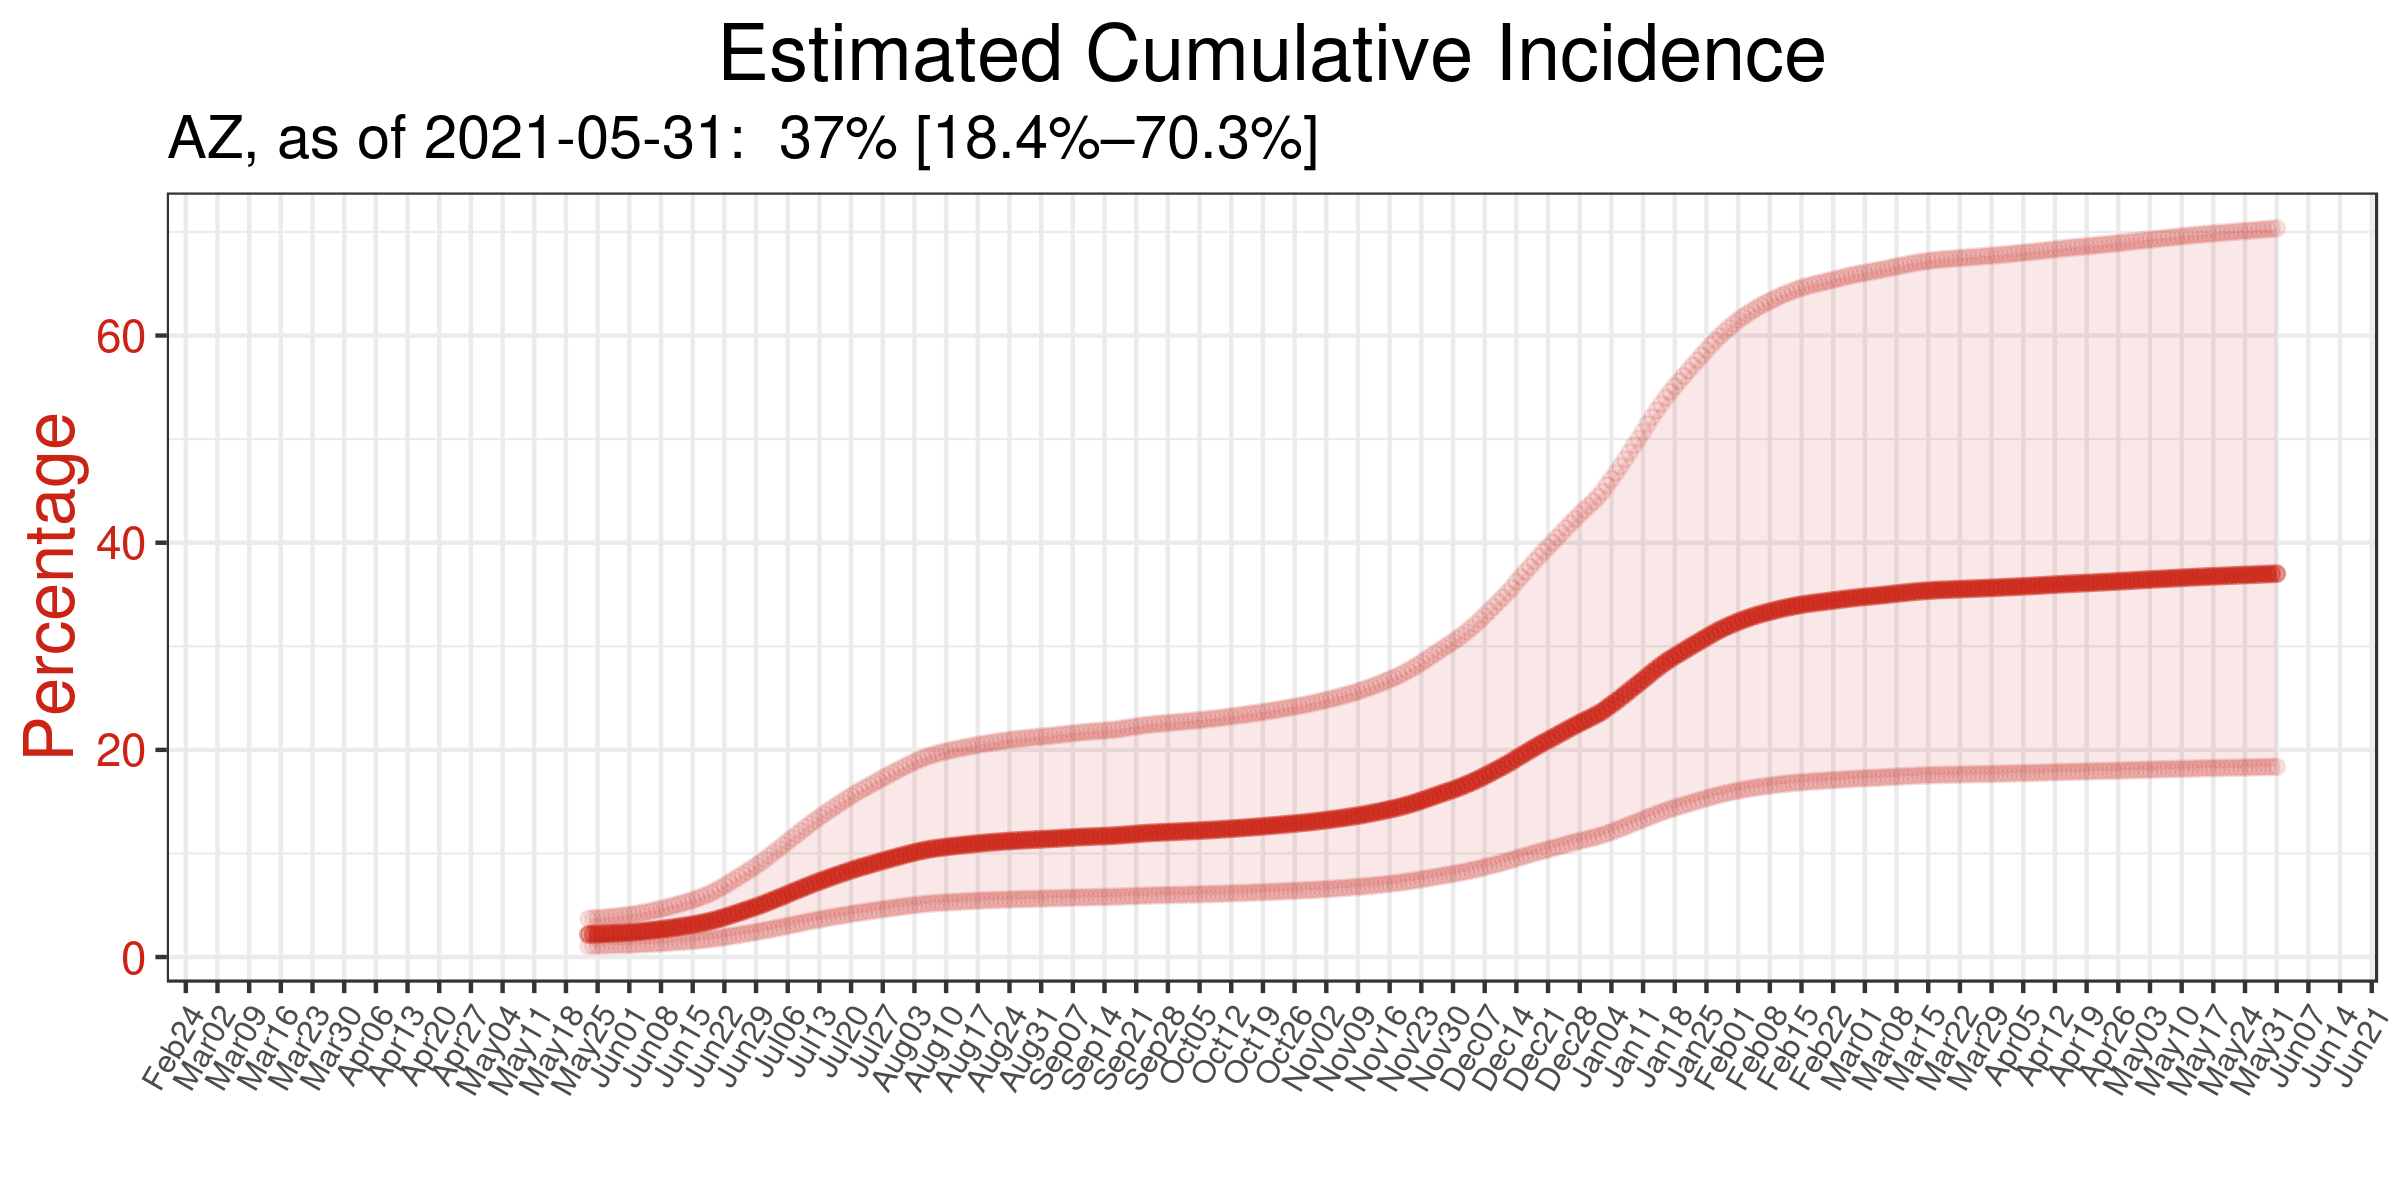 Estimated Cumulative Incidence
AZ, as of 2021-05-31:  37% [18.4%–70.3%]
Percentage
60
40
20
0
Feb24
Mar02
Mar09
Mar16
Mar23
Mar30
Apr06
Apr13
Apr20
Apr27
May04
May11
May18
May25
Jun01
Jun08
Jun15
Jun22
Jun29
Jul06
Jul13
Jul20
Jul27
Aug03
Aug10
Aug17
Aug24
Aug31
Sep07
Sep14
Sep21
Sep28
Oct05
Oct12
Oct19
Oct26
Nov02
Nov09
Nov16
Nov23
Nov30
Dec07
Dec14
Dec21
Dec28
Jan04
Jan11
Jan18
Jan25
Feb01
Feb08
Feb15
Feb22
Mar01
Mar08
Mar15
Mar22
Mar29
Apr05
Apr12
Apr19
Apr26
May03
May10
May17
May24
May31
Jun07
Jun14
Jun21